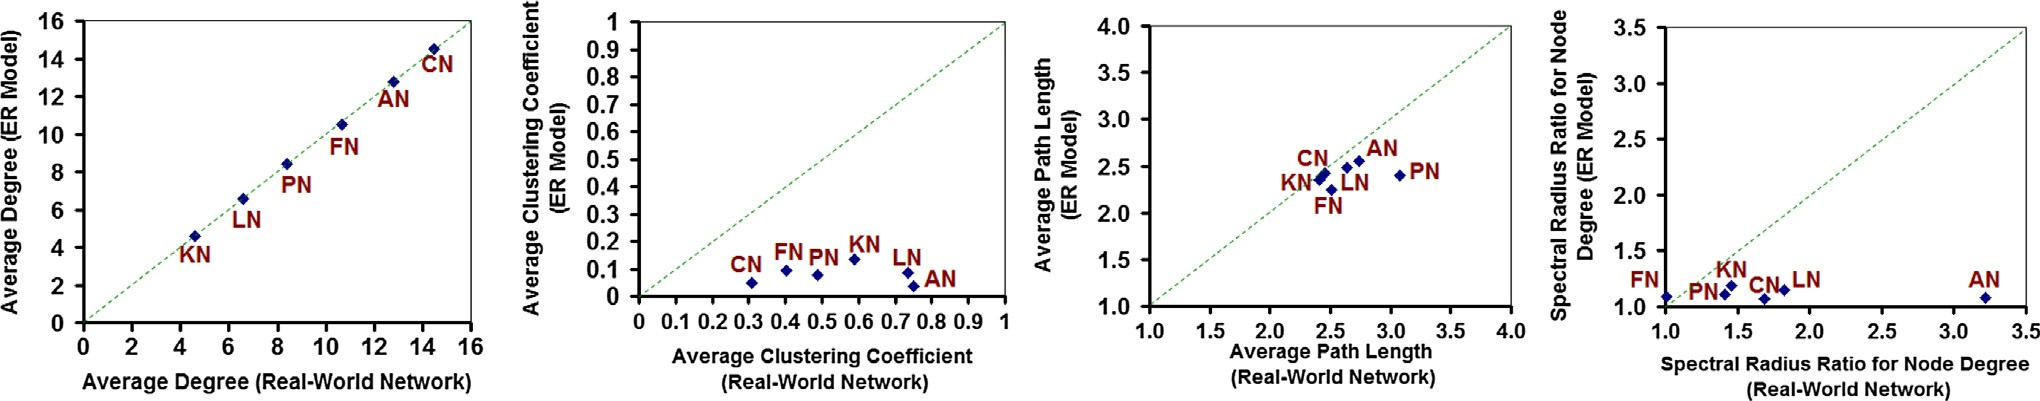 Average Degree (ER Model)
16
14
12
10
8
6
4
2
0
CN
AN
FN
PN
LN
KN
0 2 4 6 8 10 12 14 16
Average Degree (Real-World Network)
Average Clustering Coefficient
(ER Model)
1
0.9
0.8
0.7
0.6
0.5
0.4
0.3
0.2
0.1
0
CN FN PN KN LN AN
0 0.1 0.2 0.3 0.4 0.5 0.6 0.7 0.8 0.9 1
Average Clustering Coefficient
(Real-World Network)
Average Path Length
(ER Model)
4.0
3.5
3.0
2.5
2.0
1.5
1.0
CN AN
KN LN PN
FN
1.0 1.5 2.0 2.5 3.0 3.5 4.0
Average Path Length
(Real-World Network)
Spectral Radius Ratio for Node
Degree (ER Model)
3.5
3.0
2.5
2.0
1.5
1.0
FN PN KN CN LN AN
1.0 1.5 2.0 2.5 3.0 3.5
Spectral Radius Ratio for Node Degree
(Real-World Network)